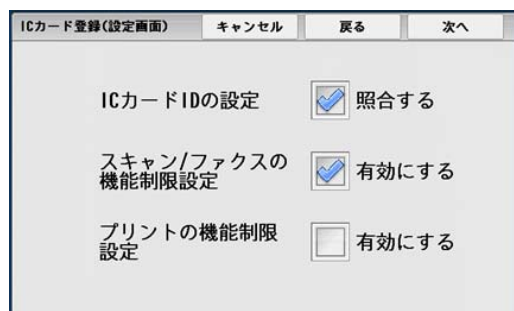 ICカード登録(設定画面) キャンセル 戻る 次へ
ICカードIDの設定 照合する
スキャン/ファクスの
機能制限設定 有効にする
プリントの機能制限
設定 有効にする